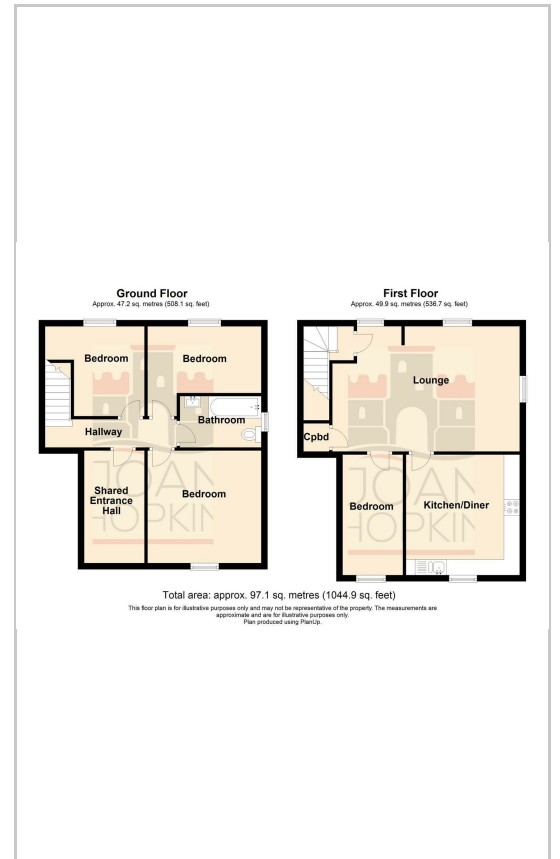 Ground Floor
Approx. 47.2 sq. metres (508.1 sq. feet)
Bedroom
Bedroom
Bathroom
Hallway
Shared
Entrance
Hall
Bedroom
JOAN
HOPKIN
First Floor
Approx. 49.9 sq. metres (536.7 sq. feet)
Lounge
Cpbd
Bedroom
Kitchen/Diner
JOAN
HOPKIN
Total area: approx. 97.1 sq. metres (1044.9 sq. feet)
This floor plan is for illustrative purposes only and may not be representative of the property. The measurements are
approximate and are for illustrative purposes only.
Plan produced using PlanUp.